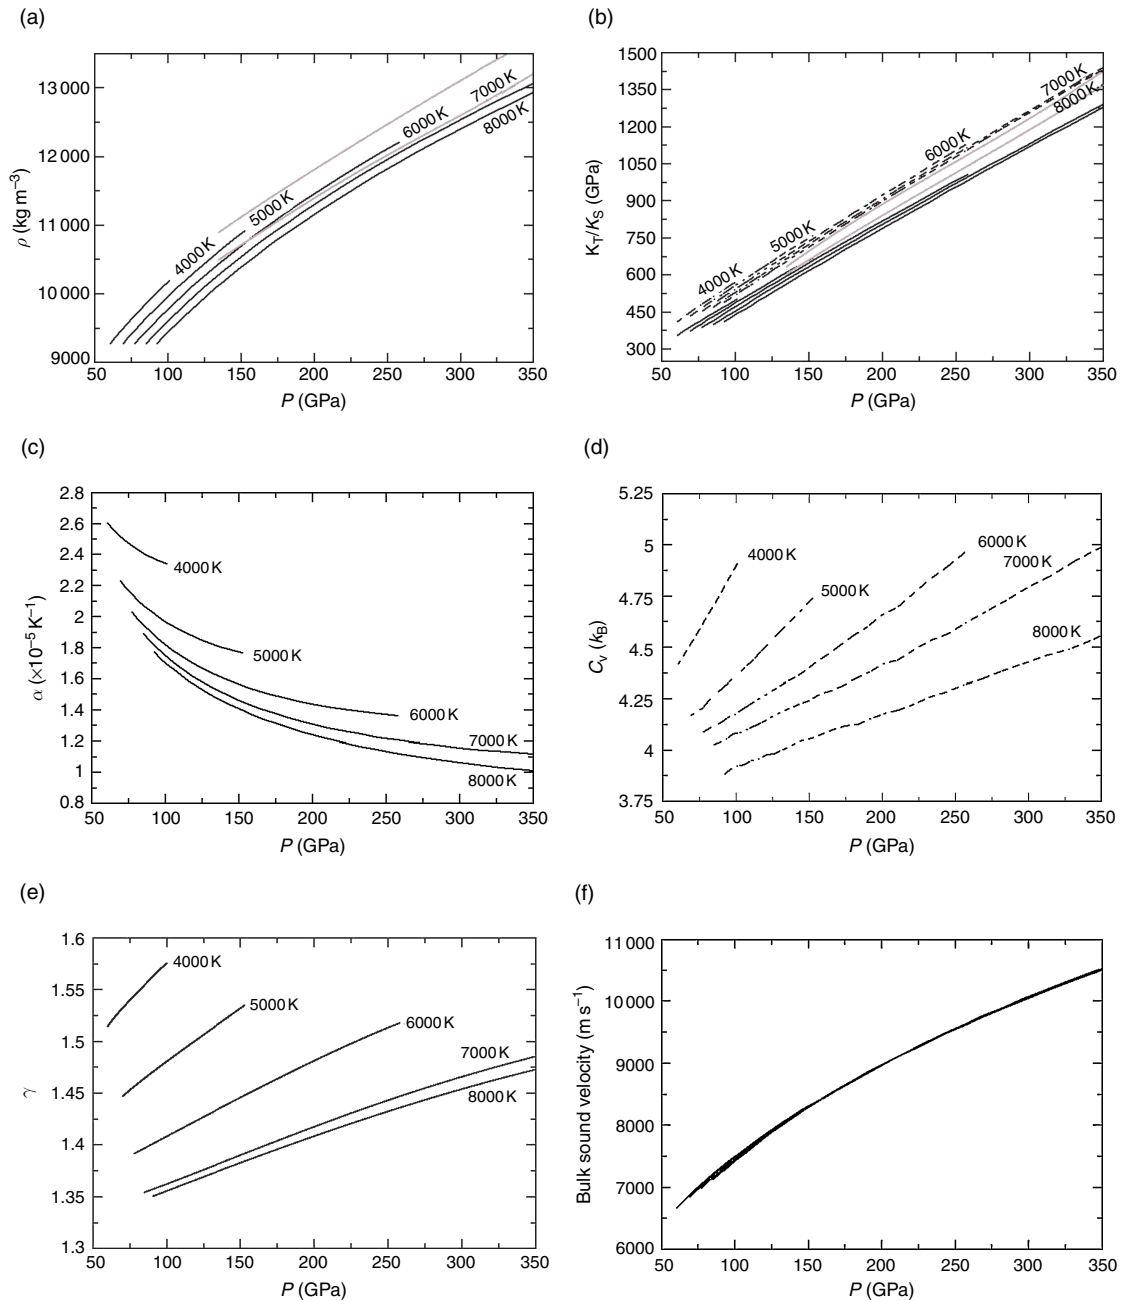 (a)
13 000
12 000
11 000
10 000
9000
ρ (kg m⁻³)
4000 K
5000 K
6000 K
7000 K
8000 K
50 100 150 200 250 300 350
P (GPa)
(b)
1500
1350
1200
1050
900
750
600
450
300
K_T/K_S (GPa)
4000 K
5000 K
6000 K
7000 K
8000 K
50 100 150 200 250 300 350
P (GPa)
(c)
2.8
2.6
2.4
2.2
2
1.8
1.6
1.4
1.2
1
0.8
α (×10⁻⁵ K⁻¹)
4000 K
5000 K
6000 K
7000 K
8000 K
50 100 150 200 250 300 350
P (GPa)
(d)
5.25
5
4.75
4.5
4.25
4
3.75
C_v (k_B)
4000 K
5000 K
6000 K
7000 K
8000 K
50 100 150 200 250 300 350
P (GPa)
(e)
1.6
1.55
1.5
1.45
1.4
1.35
1.3
γ
4000 K
5000 K
6000 K
7000 K
8000 K
50 100 150 200 250 300 350
P (GPa)
(f)
11 000
10 000
9000
8000
7000
6000
Bulk sound velocity (m s⁻¹)
50 100 150 200 250 300 350
P (GPa)